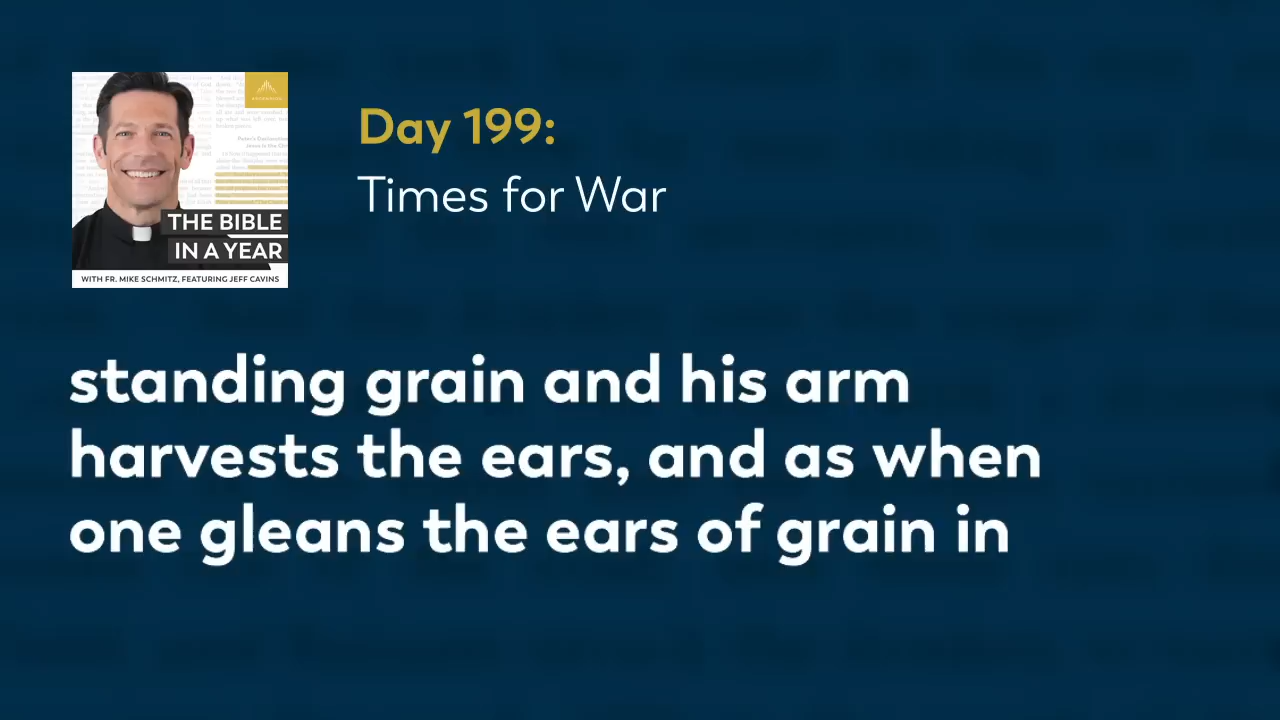 Day 199:
Times for War
THE BIBLE
IN A YEAR
WITH FR. MIKE SCHMITZ, FEATURING JEFF CAVINS
standing grain and his arm
harvests the ears, and as when
one gleans the ears of grain in